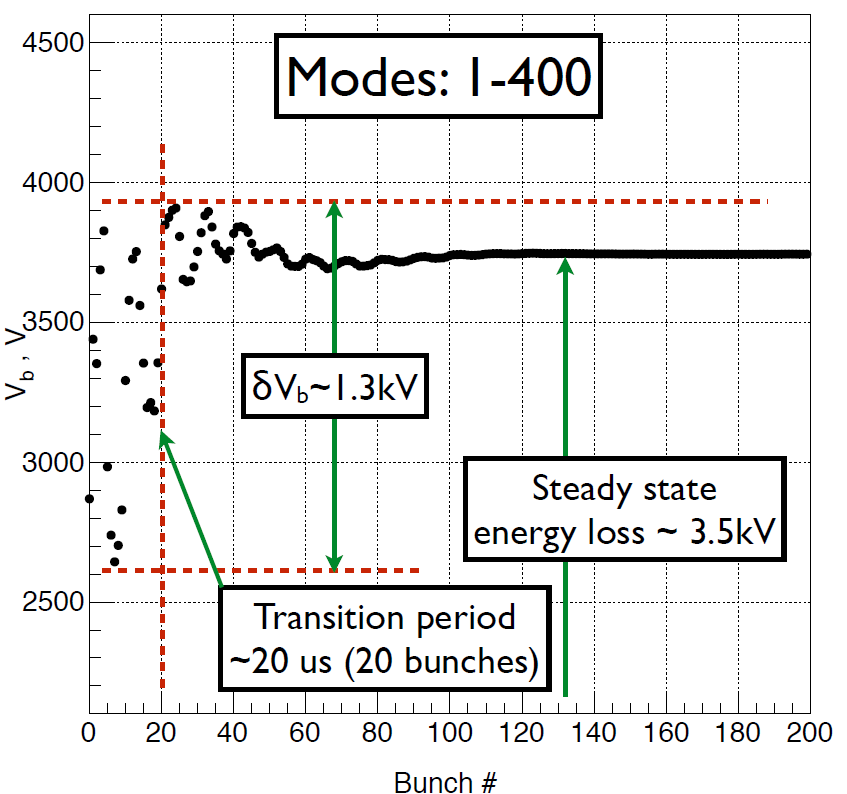 Modes: 1-400
4500
4000
3500
3000
2500
V_b , V
δV_b~1.3kV
Steady state
energy loss ~ 3.5kV
Transition period
~20 us (20 bunches)
0 20 40 60 80 100 120 140 160 180 200
Bunch #